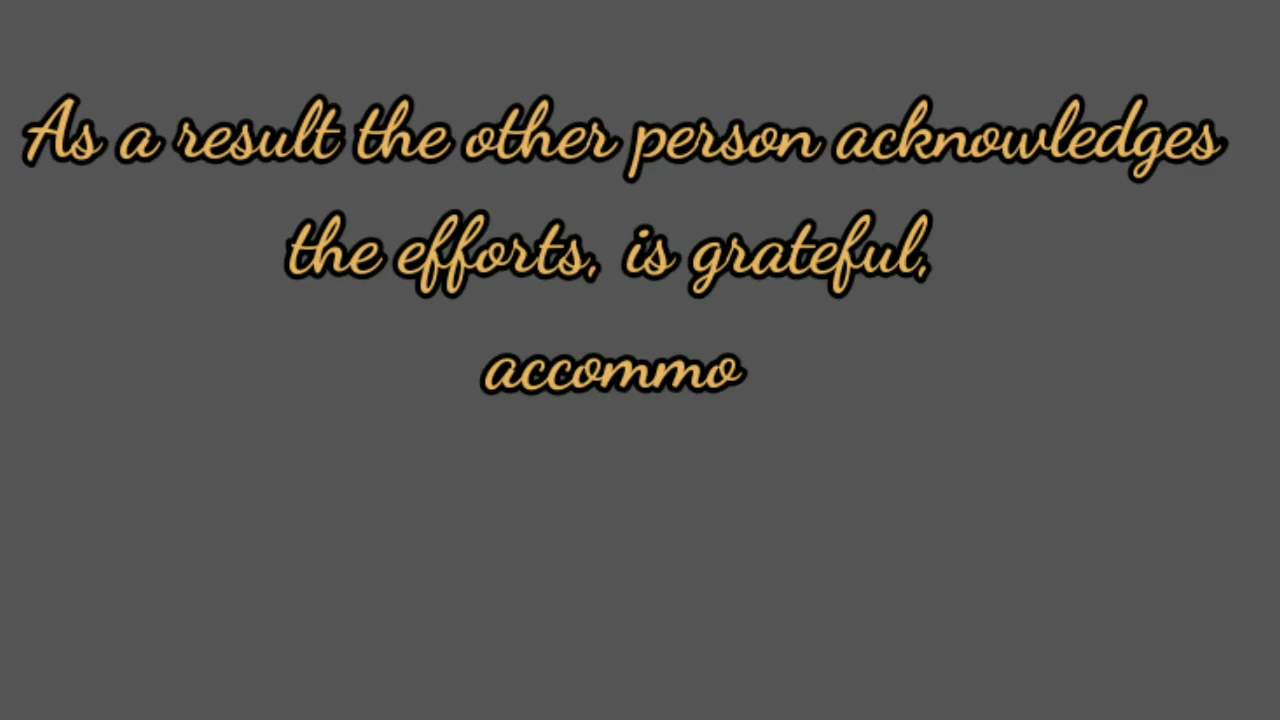 As a result the other person acknowledges
the efforts, is grateful,
accommo